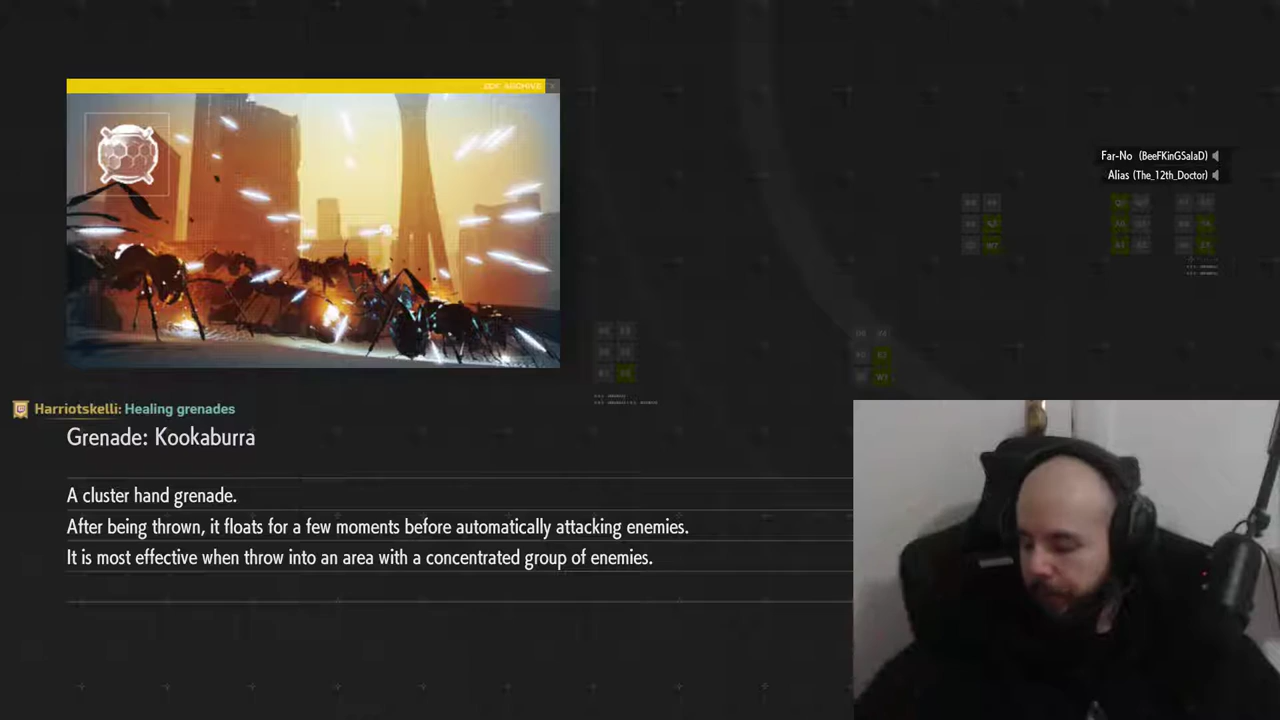 EDF ARCHIVE
Far-No (BeeFKinGSalaD)
Alias (The_12th_Doctor)
Harriotskelli: Healing grenades
Grenade: Kookaburra
A cluster hand grenade.
After being thrown, it floats for a few moments before automatically attacking enemies.
It is most effective when throw into an area with a concentrated group of enemies.